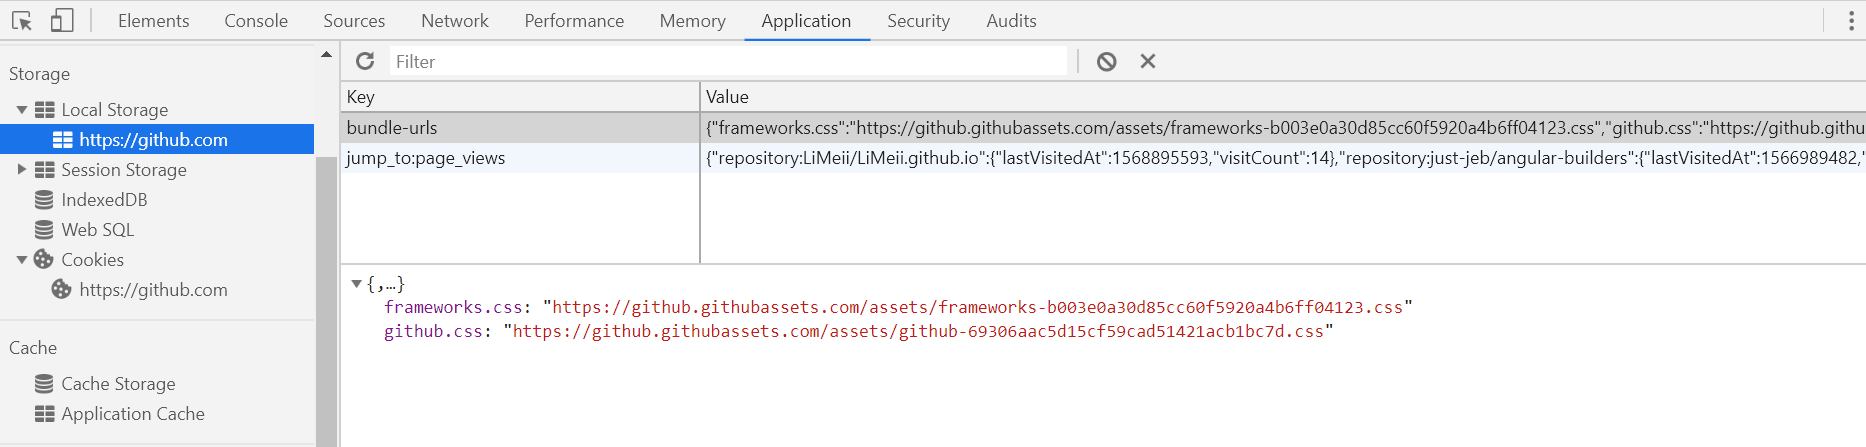 Elements Console Sources Network Performance Memory Application Security Audits
Storage
Local Storage
https://github.com
Session Storage
IndexedDB
Web SQL
Cookies
https://github.com
Cache
Cache Storage
Application Cache
Filter
Key Value
bundle-urls {"frameworks.css":"https://github.githubassets.com/assets/frameworks-b003e0a30d85cc60f5920a4b6ff04123.css","github.css":"https://github.githu
jump_to:page_views {"repository:LiMeii/LiMeii.github.io":{"lastVisitedAt":1568895593,"visitCount":14},"repository:just-jeb/angular-builders":{"lastVisitedAt":1566989482,"
{,…}
frameworks.css: "https://github.githubassets.com/assets/frameworks-b003e0a30d85cc60f5920a4b6ff04123.css"
github.css: "https://github.githubassets.com/assets/github-69306aac5d15cf59cad51421acb1bc7d.css"